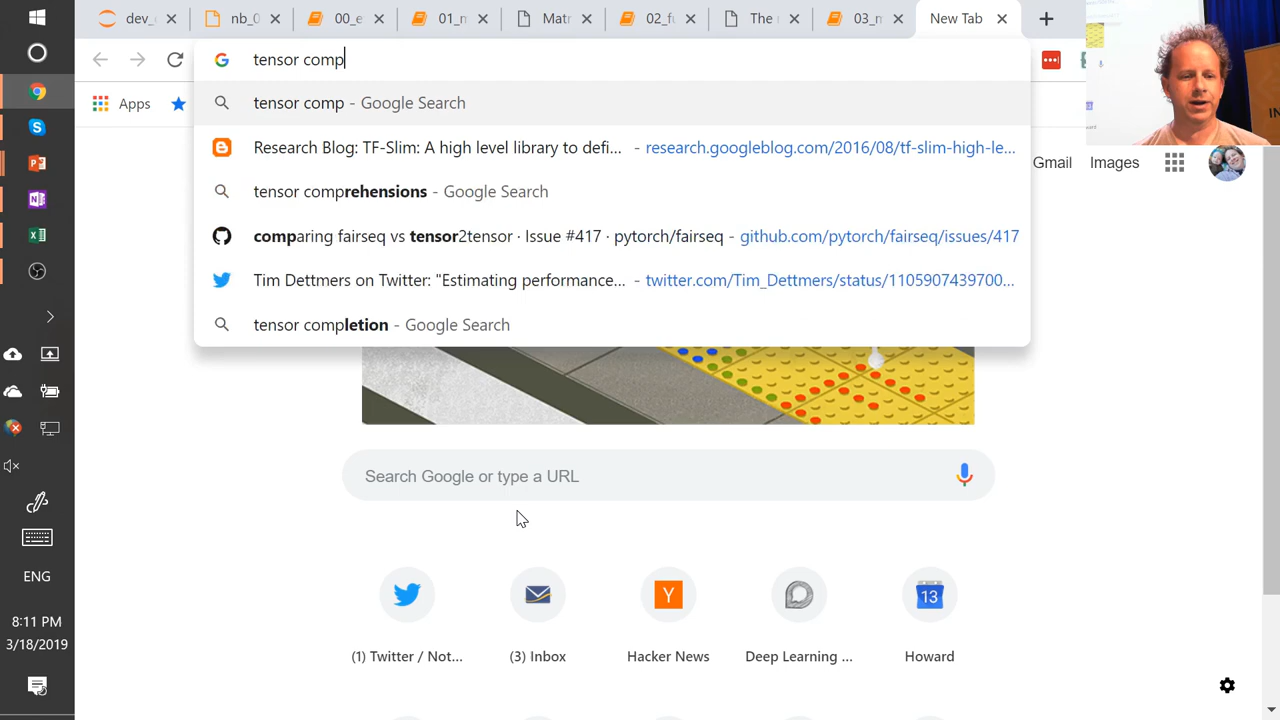 dev_c
nb_0
00_e
01_n
Matr
02_fu
The r
03_m
New Tab
tensor comp
Apps
tensor comp - Google Search
Research Blog: TF-Slim: A high level library to defi... - research.googleblog.com/2016/08/tf-slim-high-le...
tensor comprehensions - Google Search
comparing fairseq vs tensor2tensor · Issue #417 · pytorch/fairseq - github.com/pytorch/fairseq/issues/417
Tim Dettmers on Twitter: "Estimating performance... - twitter.com/Tim_Dettmers/status/1105907439700...
tensor completion - Google Search
Gmail Images
Search Google or type a URL
13
(1) Twitter / Not... (3) Inbox Hacker News Deep Learning ... Howard
ENG
8:11 PM
3/18/2019